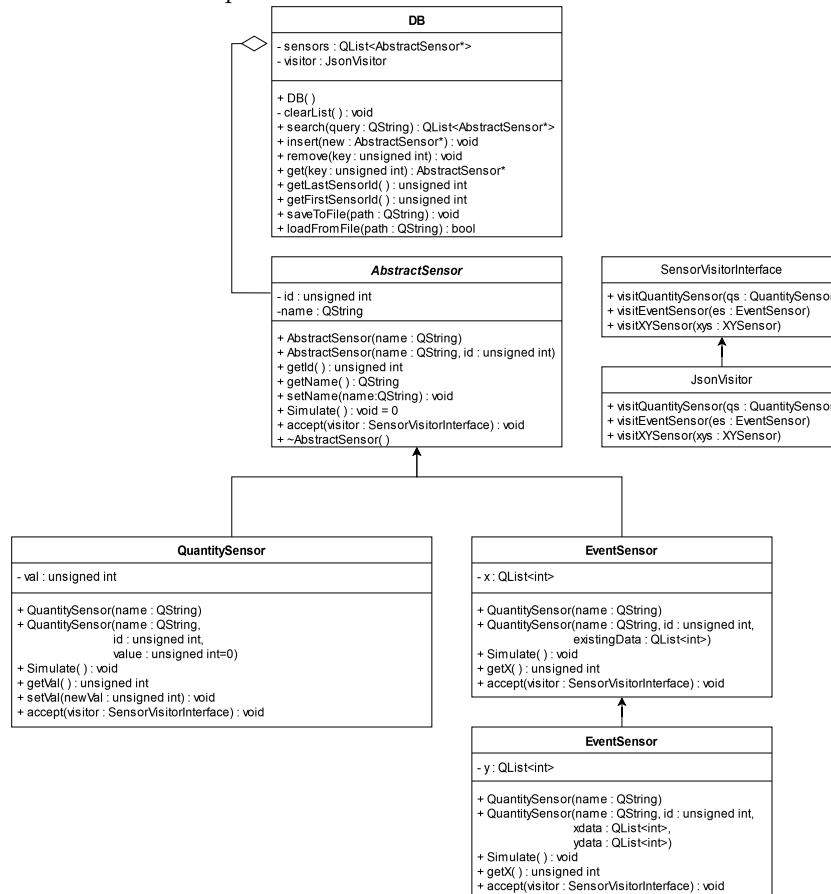 DB
- sensors : QList<AbstractSensor*>
- visitor : JsonVisitor
+ DB( )
- clearList( ) : void
+ search(query : QString) : QList<AbstractSensor*>
+ insert(new : AbstractSensor*) : void
+ remove(key : unsigned int) : void
+ get(key : unsigned int) : AbstractSensor*
+ getLastSensorId( ) : unsigned int
+ getFirstSensorId( ) : unsigned int
+ saveToFile(path : QString) : void
+ loadFromFile(path : QString) : bool
AbstractSensor
- id : unsigned int
-name : QString
+ AbstractSensor(name : QString)
+ AbstractSensor(name : QString, id : unsigned int)
+ getId( ) : unsigned int
+ getName( ) : QString
+ setName(name:QString) : void
+ Simulate( ) : void = 0
+ accept(visitor : SensorVisitorInterface) : void
+ ~AbstractSensor( )
SensorVisitorInterface
+ visitQuantitySensor(qs : QuantitySensor
+ visitEventSensor(es : EventSensor)
+ visitXYSensor(xys : XYSensor)
JsonVisitor
+ visitQuantitySensor(qs : QuantitySensor
+ visitEventSensor(es : EventSensor)
+ visitXYSensor(xys : XYSensor)
QuantitySensor
- val : unsigned int
+ QuantitySensor(name : QString)
+ QuantitySensor(name : QString,
id : unsigned int,
value : unsigned int=0)
+ Simulate( ) : void
+ getVal( ) : unsigned int
+ setVal(newVal : unsigned int) : void
+ accept(visitor : SensorVisitorInterface) : void
EventSensor
- x : QList<int>
+ QuantitySensor(name : QString)
+ QuantitySensor(name : QString, id : unsigned int,
existingData : QList<int>)
+ Simulate( ) : void
+ getX( ) : unsigned int
+ accept(visitor : SensorVisitorInterface) : void
EventSensor
- y : QList<int>
+ QuantitySensor(name : QString)
+ QuantitySensor(name : QString, id : unsigned int,
xdata : QList<int>,
ydata : QList<int>)
+ Simulate( ) : void
+ getX( ) : unsigned int
+ accept(visitor : SensorVisitorInterface) : void